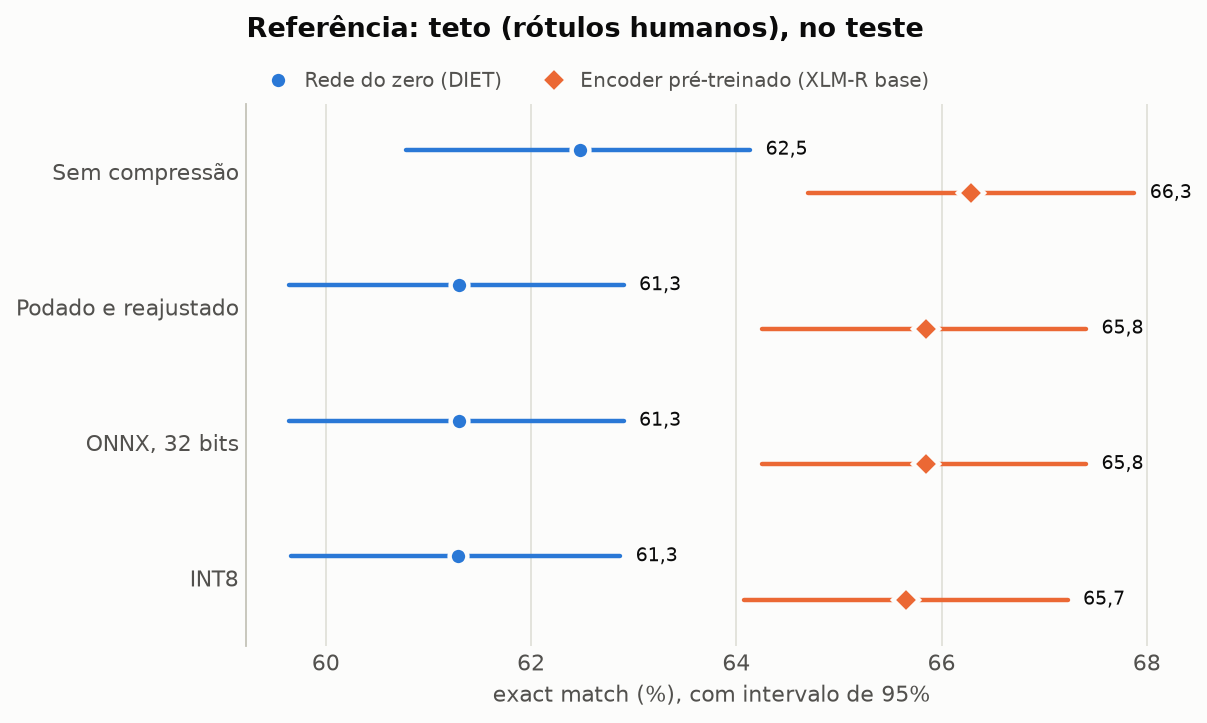 Referência: teto (rótulos humanos), no teste
Rede do zero (DIET)
Encoder pré-treinado (XLM-R base)
Sem compressão
62,5
66,3
Podado e reajustado
61,3
65,8
ONNX, 32 bits
61,3
65,8
INT8
61,3
65,7
60
62
64
66
68
exact match (%), com intervalo de 95%